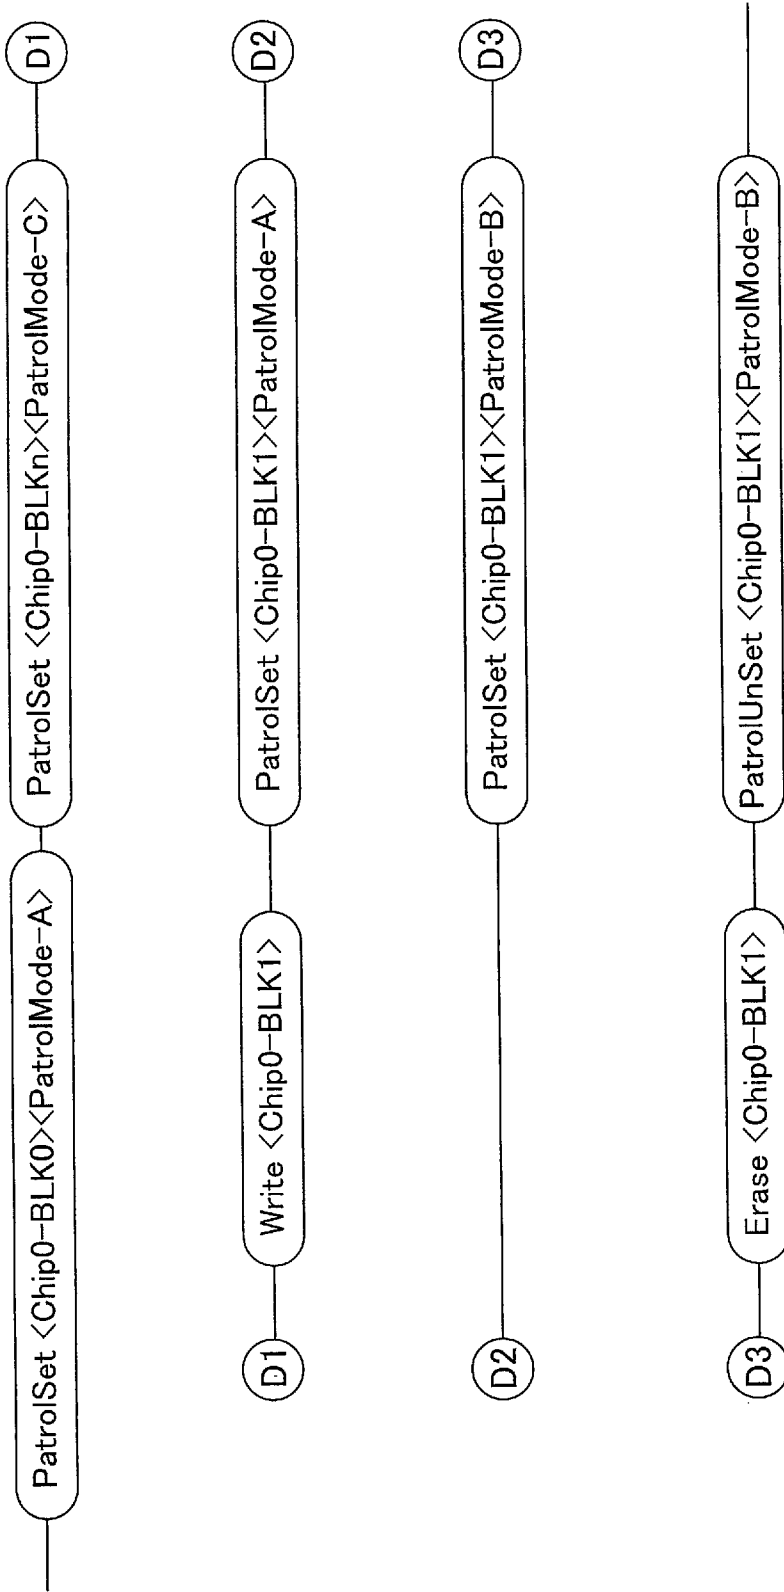 PatrolSet <Chip0-BLK0><PatrolMode-A> PatrolSet <Chip0-BLKn><PatrolMode-C> D1
D1 Write <Chip0-BLK1> PatrolSet <Chip0-BLK1><PatrolMode-A> D2
D2 PatrolSet <Chip0-BLK1><PatrolMode-B> D3
D3 Erase <Chip0-BLK1> PatrolUnSet <Chip0-BLK1><PatrolMode-B>